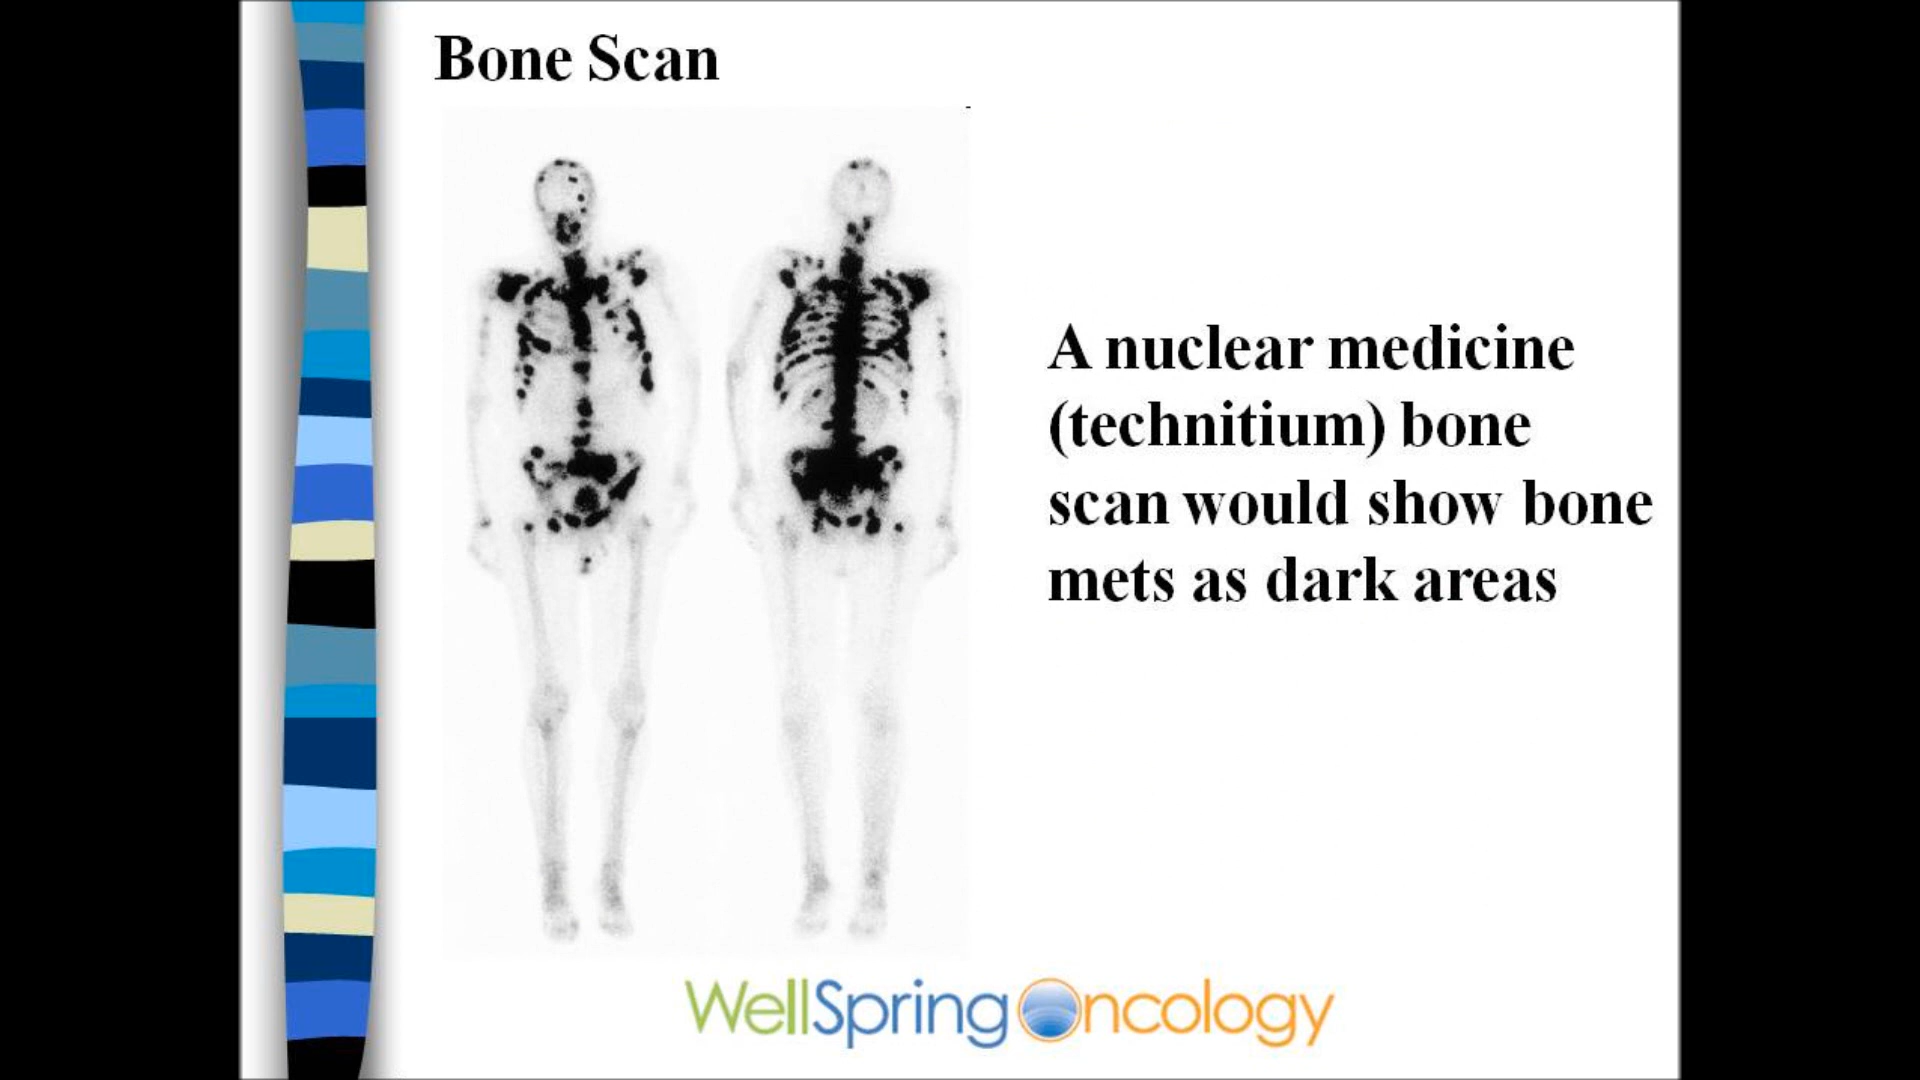 Bone Scan
A nuclear medicine
(technitium) bone
scan would show bone
mets as dark areas
WellSpring Oncology